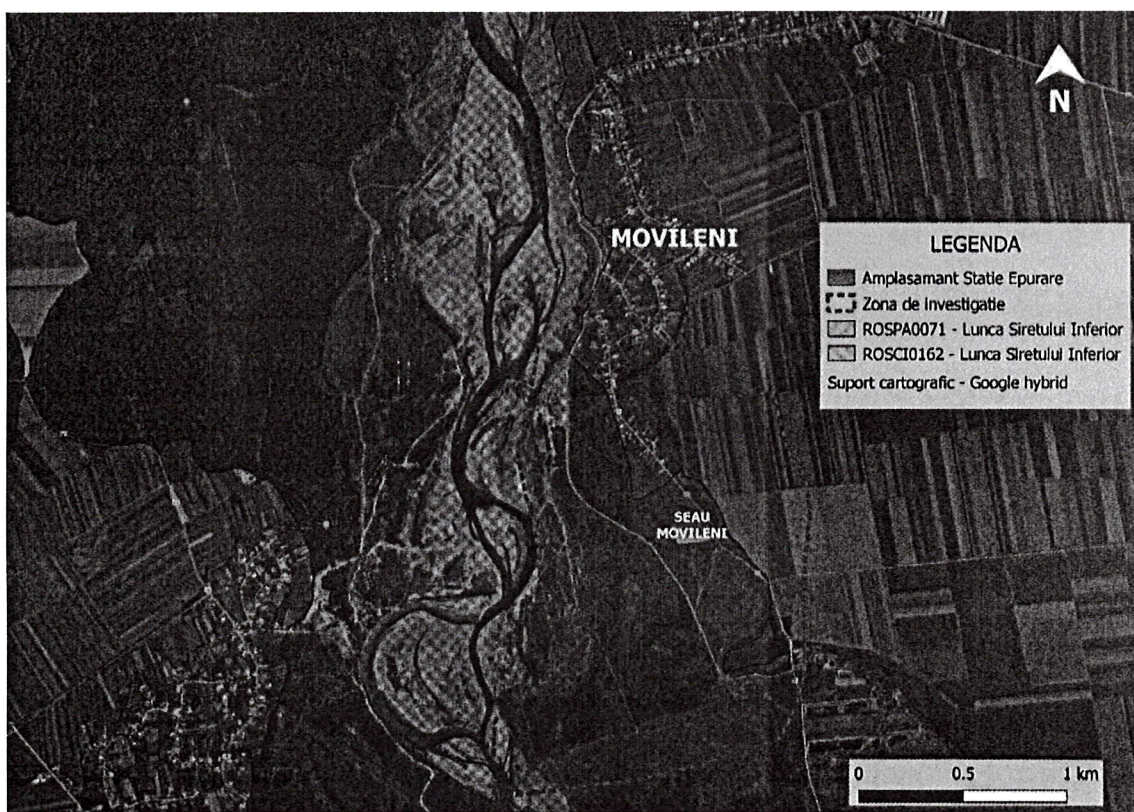 N
MOVILENI
LEGENDA
Amplasament Statie Epurare
Zona de Investigatie
ROSPA0071 - Lunca Siretului Inferior
ROSCI0162 - Lunca Siretului Inferior
Suport cartografic - Google hybrid
SEAU
MOVILENI
0 0.5 1 km